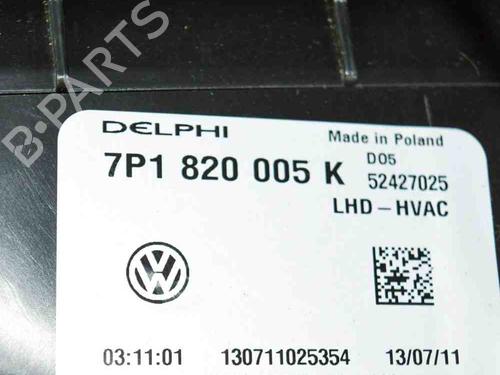 B-PARTS
DELPHI
Made in Poland
7P1 820 005 K
D05
52427025
LHD-HVAC
03:11:01 130711025354 13/07/11